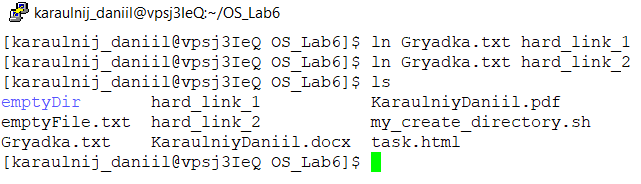 karaulnij_daniil@vpsj3IeQ:~/OS_Lab6
[karaulnij_daniil@vpsj3IeQ OS_Lab6]$ ln Gryadka.txt hard_link_1
[karaulnij_daniil@vpsj3IeQ OS_Lab6]$ ln Gryadka.txt hard_link_2
[karaulnij_daniil@vpsj3IeQ OS_Lab6]$ ls
emptyDir hard_link_1 KaraulniyDaniil.pdf
emptyFile.txt hard_link_2 my_create_directory.sh
Gryadka.txt KaraulniyDaniil.docx task.html
[karaulnij_daniil@vpsj3IeQ OS_Lab6]$